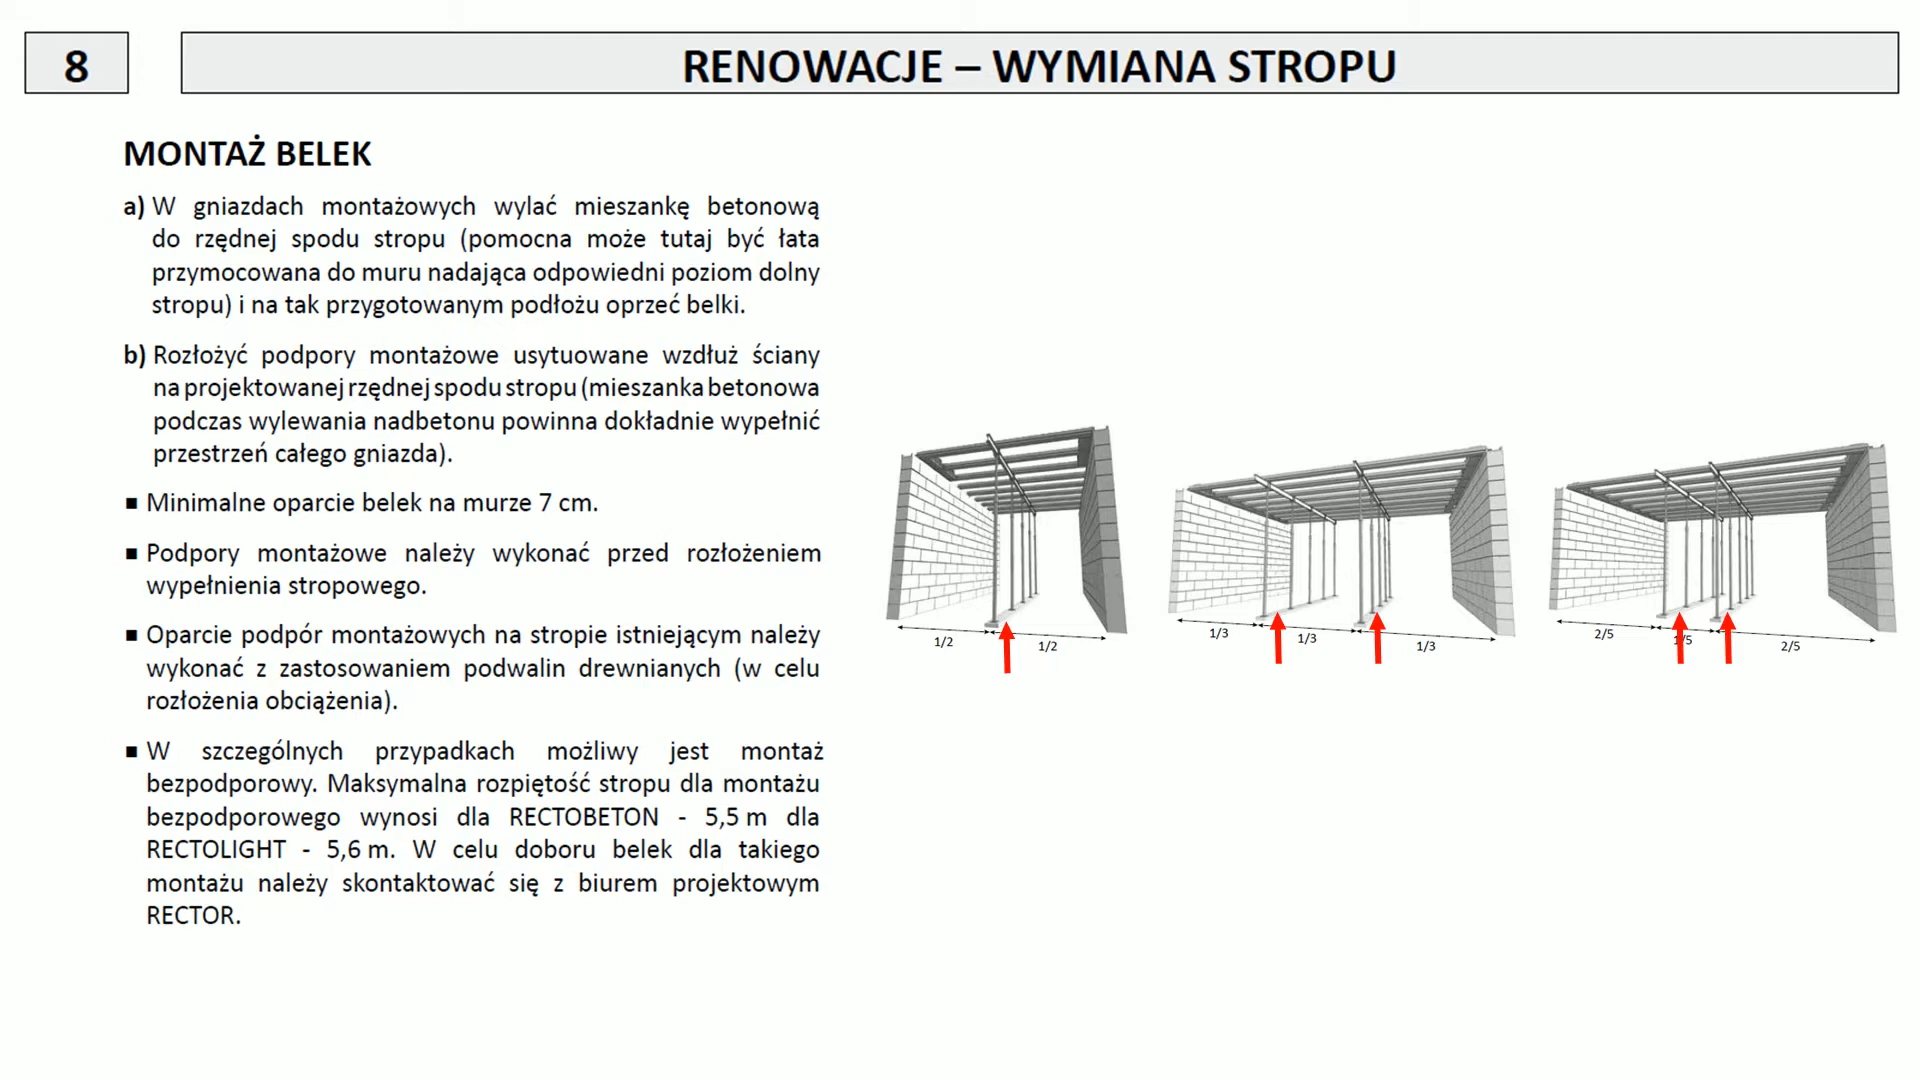 8
RENOWACJE – WYMIANA STROPU
MONTAŻ BELEK
a) W gniazdach montażowych wylać mieszankę betonową
do rzędnej spodu stropu (pomocna może tutaj być łata
przymocowana do muru nadająca odpowiedni poziom dolny
stropu) i na tak przygotowanym podłożu oprzeć belki.
b) Rozłożyć podpory montażowe usytuowane wzdłuż ściany
na projektowanej rzędnej spodu stropu (mieszanka betonowa
podczas wylewania nadbetonu powinna dokładnie wypełnić
przestrzeń całego gniazda).
▪ Minimalne oparcie belek na murze 7 cm.
▪ Podpory montażowe należy wykonać przed rozłożeniem
wypełnienia stropowego.
▪ Oparcie podpór montażowych na stropie istniejącym należy
wykonać z zastosowaniem podwalin drewnianych (w celu
rozłożenia obciążenia).
▪ W szczególnych przypadkach możliwy jest montaż
bezpodporowy. Maksymalna rozpiętość stropu dla montażu
bezpodporowego wynosi dla RECTOBETON - 5,5 m dla
RECTOLIGHT - 5,6 m. W celu doboru belek dla takiego
montażu należy skontaktować się z biurem projektowym
RECTOR.
1/2 1/2
1/3 1/3 1/3
2/5 1/5 2/5